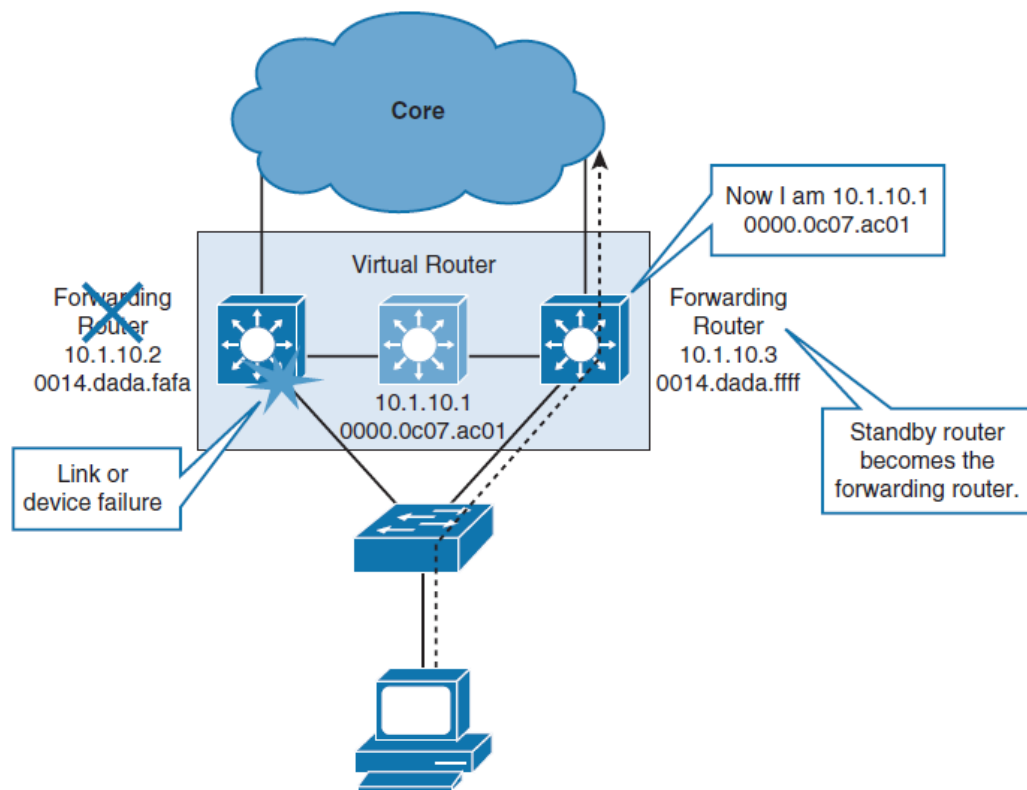 Core
Now I am 10.1.10.1
0000.0c07.ac01
Virtual Router
Forwarding
Router
10.1.10.2
0014.dada.fafa
10.1.10.1
0000.0c07.ac01
Forwarding
Router
10.1.10.3
0014.dada.ffff
Link or
device failure
Standby router
becomes the
forwarding router.